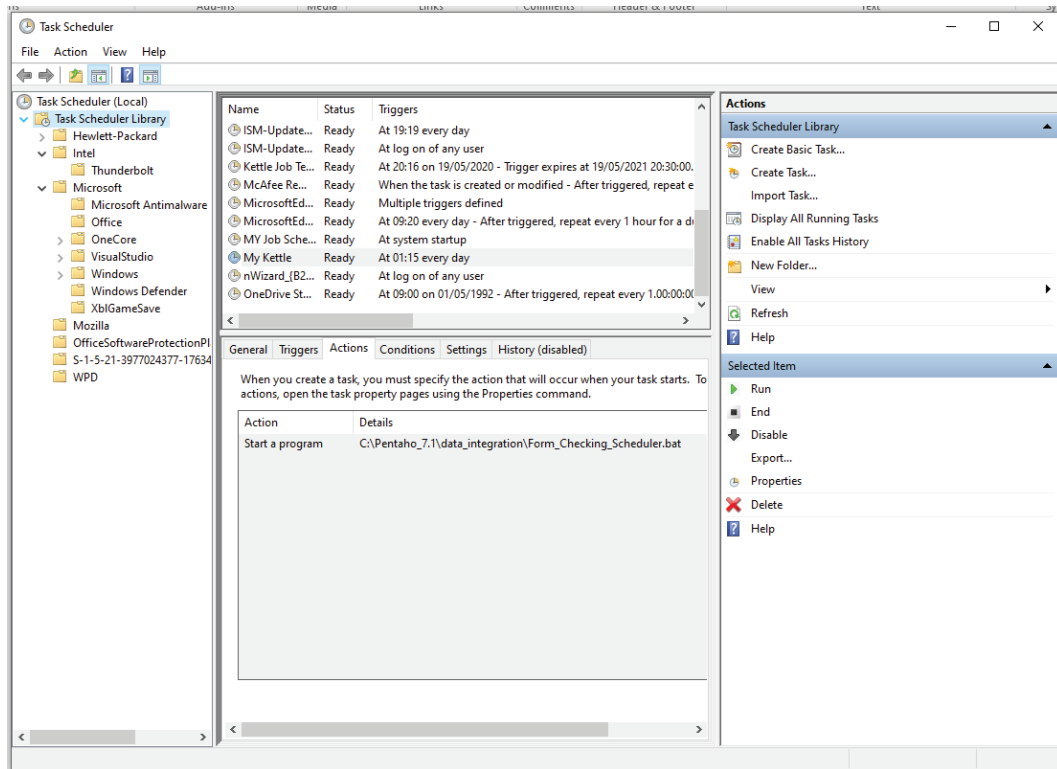 Add-ins Media Links Comments Header & Footer Text
Task Scheduler
File Action View Help
Task Scheduler (Local)
Task Scheduler Library
Hewlett-Packard
Intel
Thunderbolt
Microsoft
Microsoft Antimalware
Office
OneCore
VisualStudio
Windows
Windows Defender
XblGameSave
Mozilla
OfficeSoftwareProtectionPl
S-1-5-21-3977024377-17634
WPD
Name Status Triggers
ISM-Update... Ready At 19:19 every day
ISM-Update... Ready At log on of any user
Kettle Job Te... Ready At 20:16 on 19/05/2020 - Trigger expires at 19/05/2021 20:30:00.
McAfee Re... Ready When the task is created or modified - After triggered, repeat e
MicrosoftEd... Ready Multiple triggers defined
MicrosoftEd... Ready At 09:20 every day - After triggered, repeat every 1 hour for a du
MY Job Sche... Ready At system startup
My Kettle Ready At 01:15 every day
nWizard_{B2... Ready At log on of any user
OneDrive St... Ready At 09:00 on 01/05/1992 - After triggered, repeat every 1.00:00:00
General Triggers Actions Conditions Settings History (disabled)
When you create a task, you must specify the action that will occur when your task starts. To
actions, open the task property pages using the Properties command.
Action Details
Start a program C:\Pentaho_7.1\data_integration\Form_Checking_Scheduler.bat
Actions
Task Scheduler Library
Create Basic Task...
Create Task...
Import Task...
Display All Running Tasks
Enable All Tasks History
New Folder...
View
Refresh
Help
Selected Item
Run
End
Disable
Export...
Properties
Delete
Help